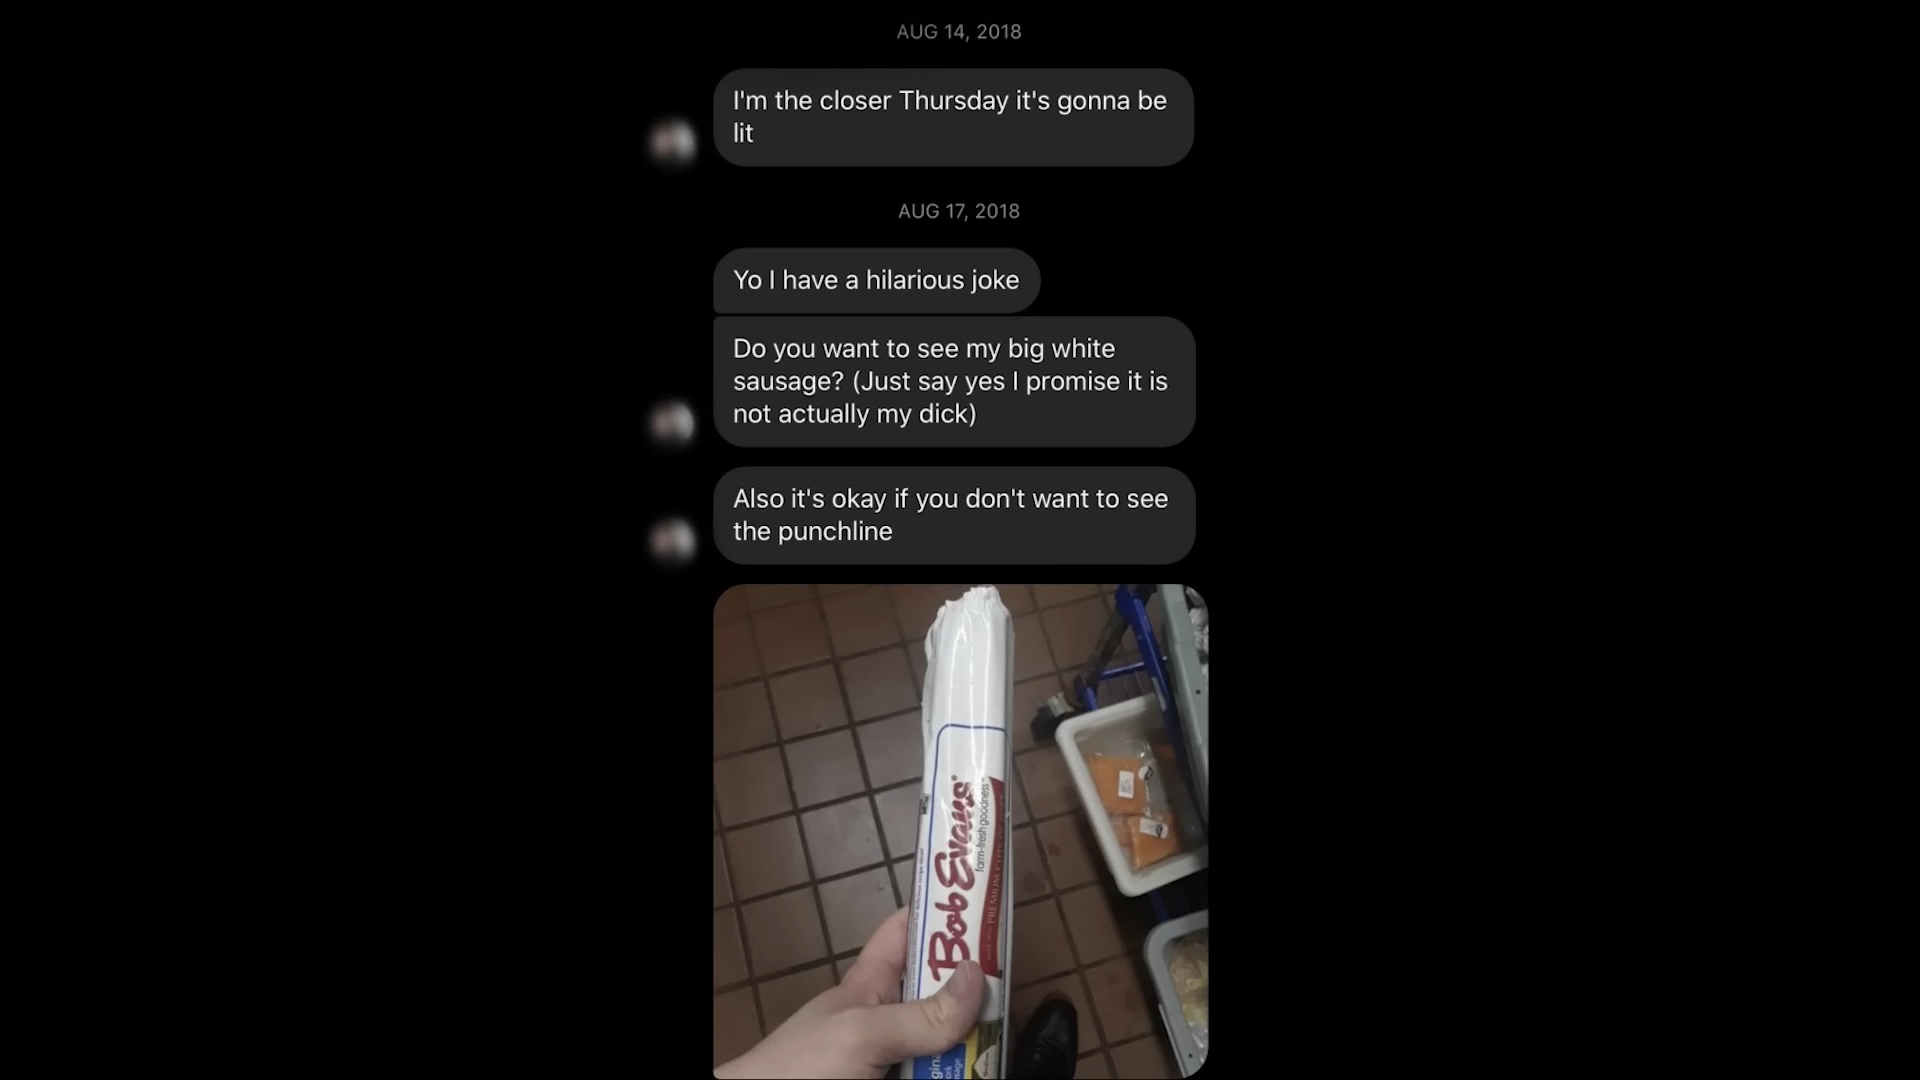 AUG 14, 2018
I'm the closer Thursday it's gonna be
lit
AUG 17, 2018
Yo I have a hilarious joke
Do you want to see my big white
sausage? (Just say yes I promise it is
not actually my dick)
Also it's okay if you don't want to see
the punchline
Bob Evans
farm-fresh goodness
PREMIUM CUTS